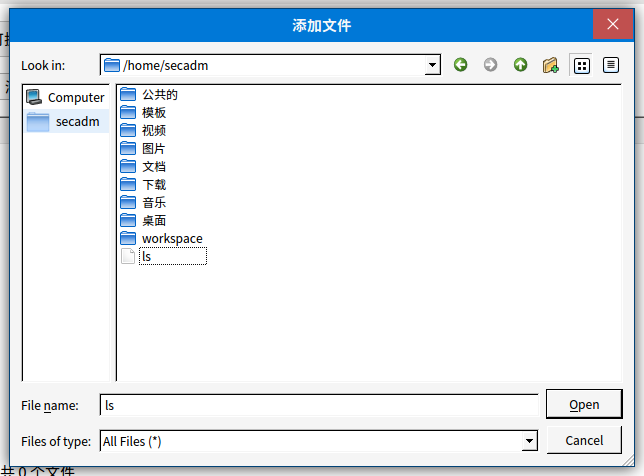 添加文件
Look in:
/home/secadm
Computer
secadm
公共的
模板
视频
图片
文档
下载
音乐
桌面
workspace
ls
File name:
ls
Open
Files of type:
All Files (*)
Cancel
共 0 个文件